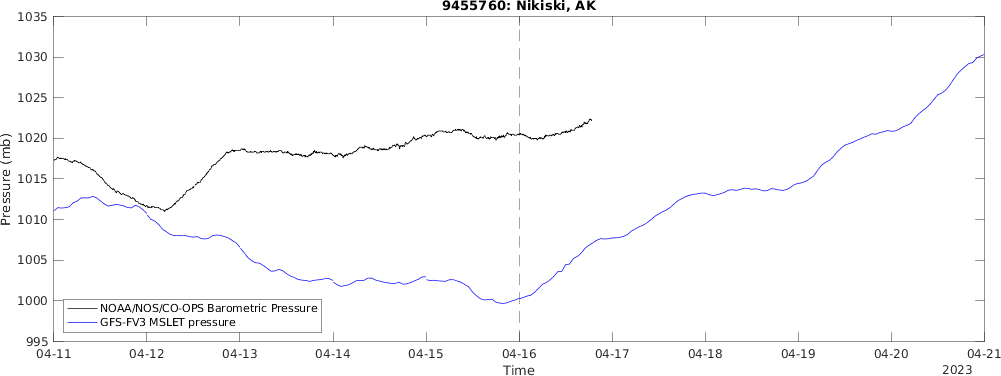 9455760: Nikiski, AK
Pressure (mb)
1035
1030
1025
1020
1015
1010
1005
1000
995
NOAA/NOS/CO-OPS Barometric Pressure
GFS-FV3 MSLET pressure
04-11 04-12 04-13 04-14 04-15 04-16 04-17 04-18 04-19 04-20 04-21
Time
2023